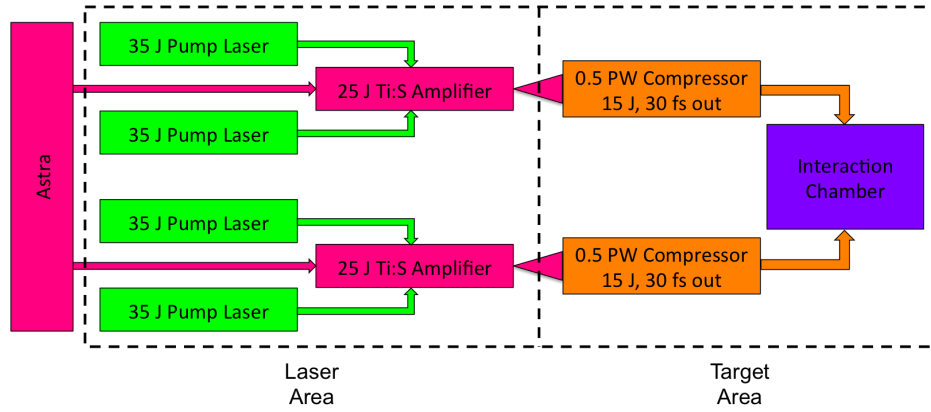 Astra
35 J Pump Laser
25 J Ti:S Amplifier
35 J Pump Laser
0.5 PW Compressor
15 J, 30 fs out
Interaction
Chamber
35 J Pump Laser
25 J Ti:S Amplifier
35 J Pump Laser
0.5 PW Compressor
15 J, 30 fs out
Laser
Area
Target
Area